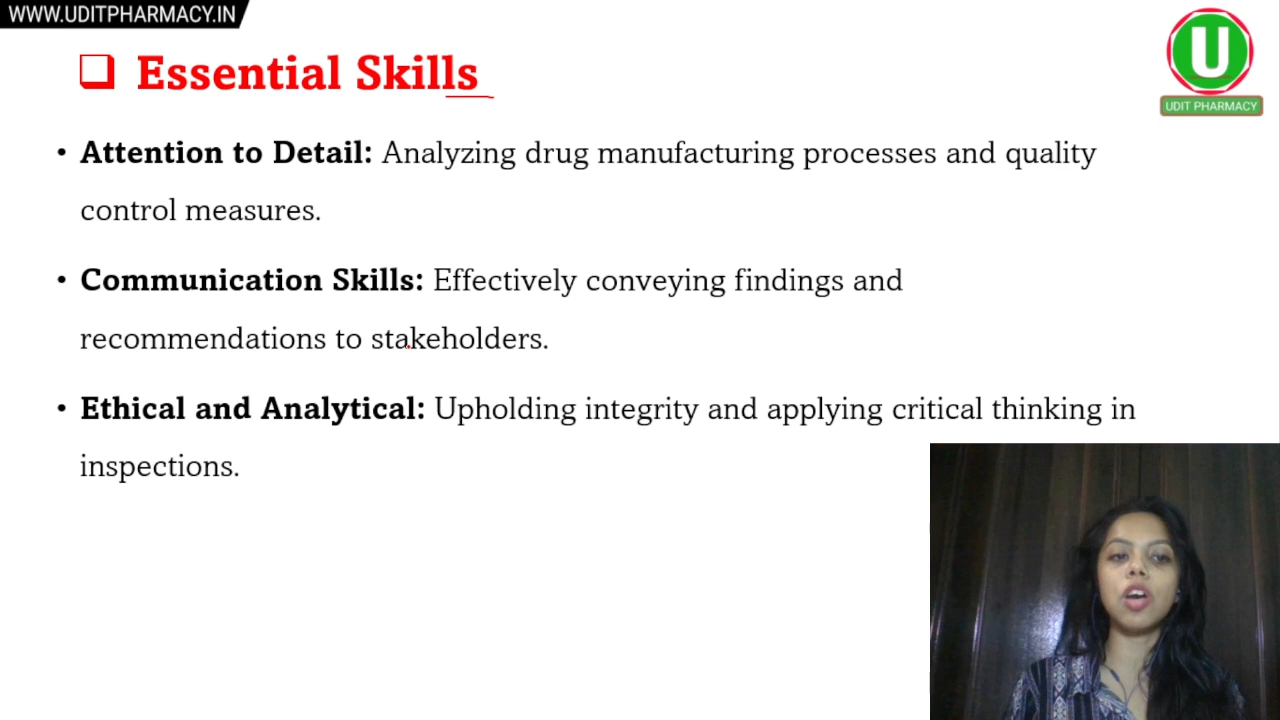 WWW.UDITPHARMACY.IN
Essential Skills
U
UDIT PHARMACY
• Attention to Detail: Analyzing drug manufacturing processes and quality
control measures.
• Communication Skills: Effectively conveying findings and
recommendations to stakeholders.
• Ethical and Analytical: Upholding integrity and applying critical thinking in
inspections.